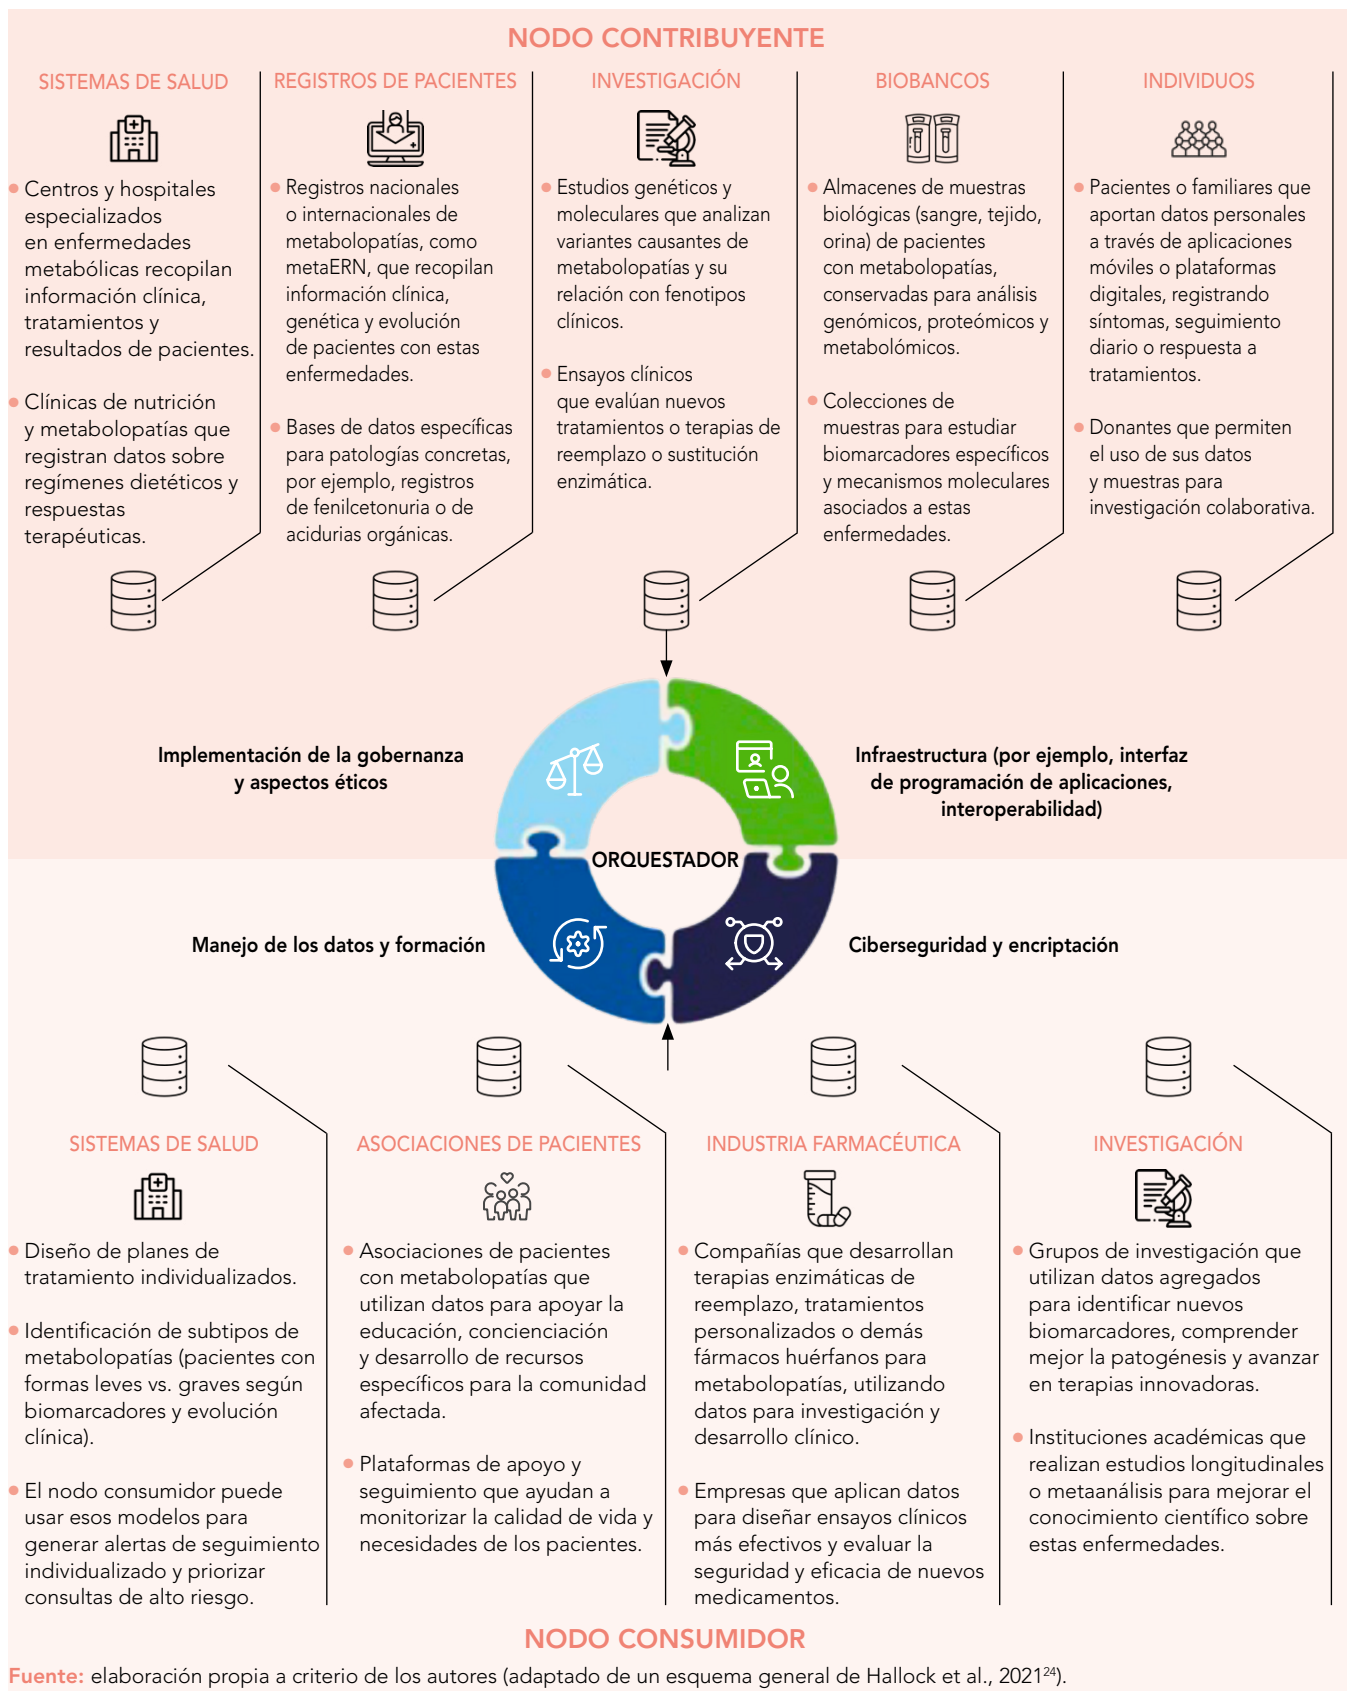 NODO CONTRIBUYENTE
SISTEMAS DE SALUD
Centros y hospitales
especializados
en enfermedades
metabólicas recopilan
información clínica,
tratamientos y
resultados de pacientes.
Clínicas de nutrición
y metabolopatías que
registran datos sobre
regímenes dietéticos y
respuestas
terapéuticas.
REGISTROS DE PACIENTES
Registros nacionales
o internacionales de
metabolopatías, como
metaERN, que recopilan
información clínica,
genética y evolución
de pacientes con estas
enfermedades.
Bases de datos específicas
para patologías concretas,
por ejemplo, registros
de fenilcetonuria o de
acidurias orgánicas.
INVESTIGACIÓN
Estudios genéticos y
moleculares que analizan
variantes causantes de
metabolopatías y su
relación con fenotipos
clínicos.
Ensayos clínicos
que evalúan nuevos
tratamientos o terapias de
reemplazo o sustitución
enzimática.
BIOBANCOS
Almacenes de muestras
biológicas (sangre, tejido,
orina) de pacientes
con metabolopatías,
conservadas para análisis
genómicos, proteómicos y
metabolómicos.
Colecciones de
muestras para estudiar
biomarcadores específicos
y mecanismos moleculares
asociados a estas
enfermedades.
INDIVIDUOS
Pacientes o familiares que
aportan datos personales
a través de aplicaciones
móviles o plataformas
digitales, registrando
síntomas, seguimiento
diario o respuesta a
tratamientos.
Donantes que permiten
el uso de sus datos
y muestras para
investigación colaborativa.
Implementación de la gobernanza
y aspectos éticos
Infraestructura (por ejemplo, interfaz
de programación de aplicaciones,
interoperabilidad)
ORQUESTADOR
Manejo de los datos y formación
Ciberseguridad y encriptación
SISTEMAS DE SALUD
Diseño de planes de
tratamiento individualizados.
Identificación de subtipos de
metabolopatías (pacientes con
formas leves vs. graves según
biomarcadores y evolución
clínica).
El nodo consumidor puede
usar esos modelos para
generar alertas de seguimiento
individualizado y priorizar
consultas de alto riesgo.
ASOCIACIONES DE PACIENTES
Asociaciones de pacientes
con metabolopatías que
utilizan datos para apoyar la
educación, concienciación
y desarrollo de recursos
específicos para la comunidad
afectada.
Plataformas de apoyo y
seguimiento que ayudan a
monitorizar la calidad de vida y
necesidades de los pacientes.
INDUSTRIA FARMACÉUTICA
Compañías que desarrollan
terapias enzimáticas de
reemplazo, tratamientos
personalizados o demás
fármacos huérfanos para
metabolopatías, utilizando
datos para investigación y
desarrollo clínico.
Empresas que aplican datos
para diseñar ensayos clínicos
más efectivos y evaluar la
seguridad y eficacia de nuevos
medicamentos.
INVESTIGACIÓN
Grupos de investigación que
utilizan datos agregados
para identificar nuevos
biomarcadores, comprender
mejor la patogénesis y avanzar
en terapias innovadoras.
Instituciones académicas que
realizan estudios longitudinales
o metaanálisis para mejorar el
conocimiento científico sobre
estas enfermedades.
NODO CONSUMIDOR
Fuente: elaboración propia a criterio de los autores (adaptado de un esquema general de Hallock et al., 2021²⁴).